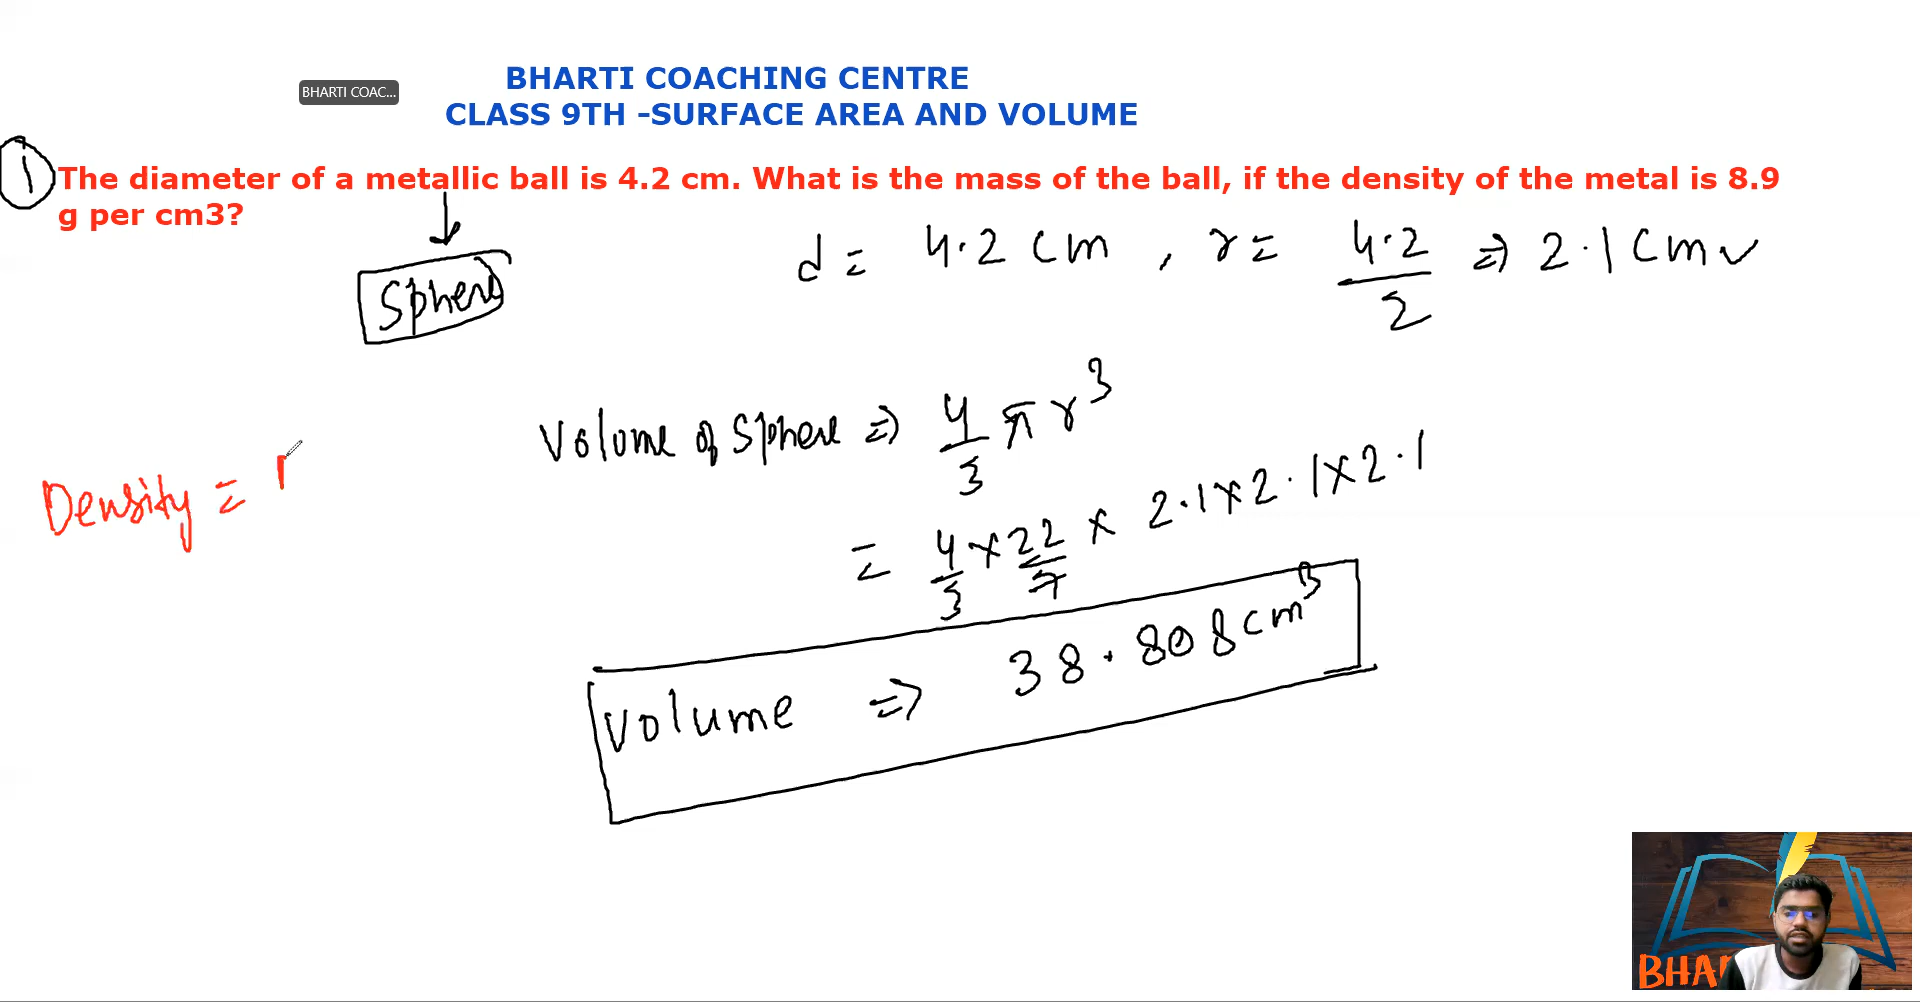 BHARTI COACHING CENTRE
BHARTI COAC...
CLASS 9TH -SURFACE AREA AND VOLUME
1 The diameter of a metallic ball is 4.2 cm. What is the mass of the ball, if the density of the metal is 8.9
g per cm3?
d = 4.2 cm , r = 4.2/2 ⇒ 2.1 cm ✓
Sphere
Volume of Sphere ⇒ 4/3 π r³
Density =
= 4/3 × 22/7 × 2.1×2.1×2.1
Volume ⇒ 38.808 cm³